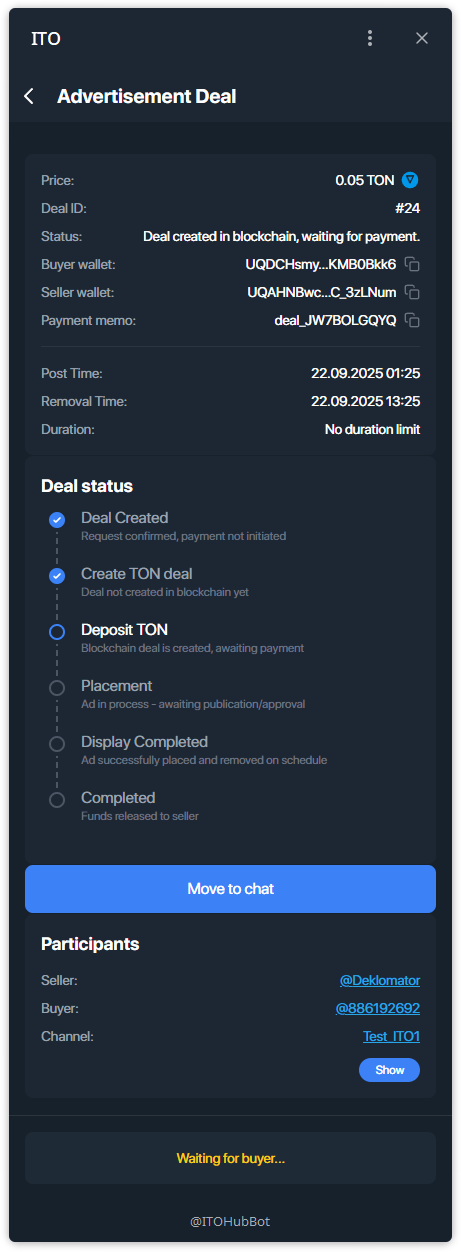 ITO
Advertisement Deal
Price: 0.05 TON
Deal ID: #24
Status: Deal created in blockchain, waiting for payment.
Buyer wallet: UQDCHsmy...KMB0Bkk6
Seller wallet: UQAHNBwc...C_3zLNum
Payment memo: deal_JW7BOLGQYQ
Post Time: 22.09.2025 01:25
Removal Time: 22.09.2025 13:25
Duration: No duration limit
Deal status
Deal Created
Request confirmed, payment not initiated
Create TON deal
Deal not created in blockchain yet
Deposit TON
Blockchain deal is created, awaiting payment
Placement
Ad in process - awaiting publication/approval
Display Completed
Ad successfully placed and removed on schedule
Completed
Funds released to seller
Move to chat
Participants
Seller: @Deklomator
Buyer: @886192692
Channel: Test_ITO1
Show
Waiting for buyer...
@ITOHubBot